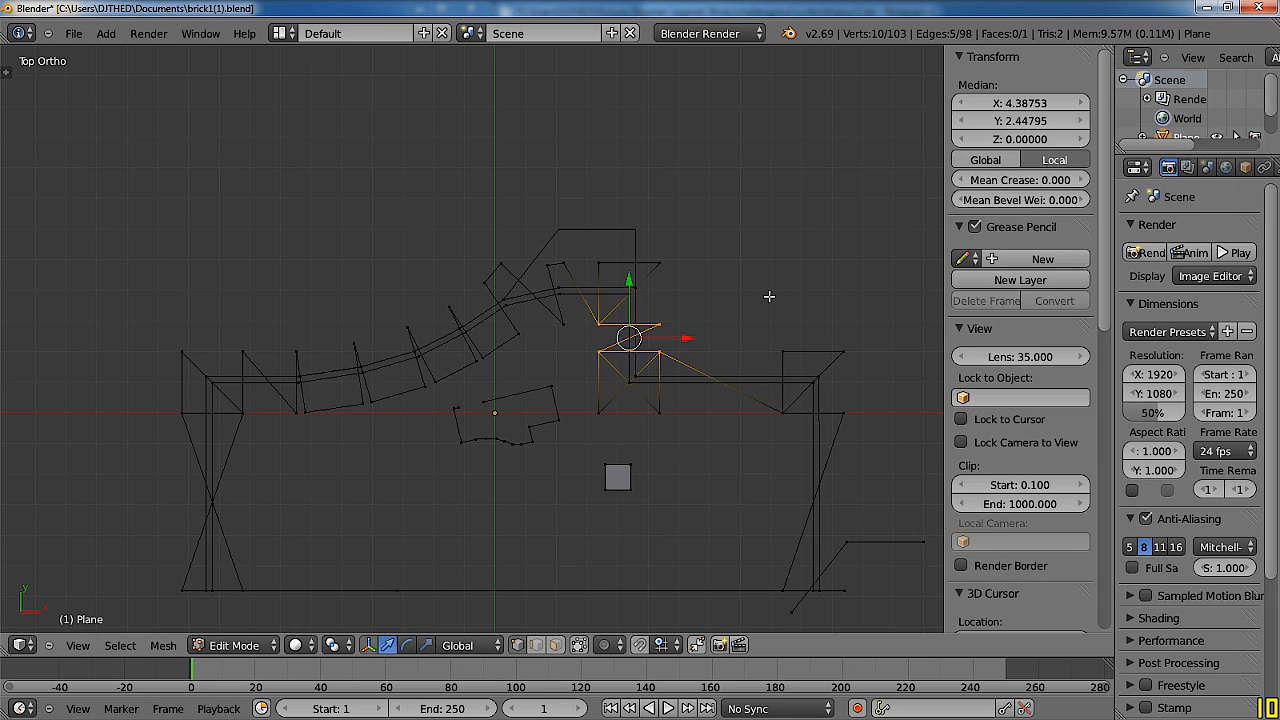 Blender* [C:\Users\DJTHED\Documents\brick1(1).blend]
File Add Render Window Help Default Scene Blender Render v2.69 | Verts:10/103 | Edges:5/98 | Faces:0/1 | Tris:2 | Mem:9.57M (0.11M) | Plane
Top Ortho
(1) Plane
y
x
Transform
Median:
X: 4.38753
Y: 2.44795
Z: 0.00000
Global Local
Mean Crease: 0.000
Mean Bevel Wei: 0.000
Grease Pencil
New
New Layer
Delete Frame Convert
View
Lens: 35.000
Lock to Object:
Lock to Cursor
Lock Camera to View
Clip:
Start: 0.100
End: 1000.000
Local Camera:
Render Border
3D Cursor
Location:
View Search A
Scene
Rende
World
Plane
Scene
Render
Rend Anim Play
Display Image Editor
Dimensions
Render Presets
Resolution: Frame Ran
X: 1920 Start : 1
Y: 1080 En: 250
50% Fram: 1
Aspect Rati Frame Rate
: 1.000 24 fps
Y: 1.000 Time Rema
1 1
Anti-Aliasing
5 8 11 16 Mitchell-
Full Sa S: 1.000
Sampled Motion Blur
Shading
Performance
Post Processing
Freestyle
Stamp
View Select Mesh Edit Mode Global
-40 -20 0 20 40 60 80 100 120 140 160 180 200 220 240 260 280
View Marker Frame Playback Start: 1 End: 250 1 No Sync
10